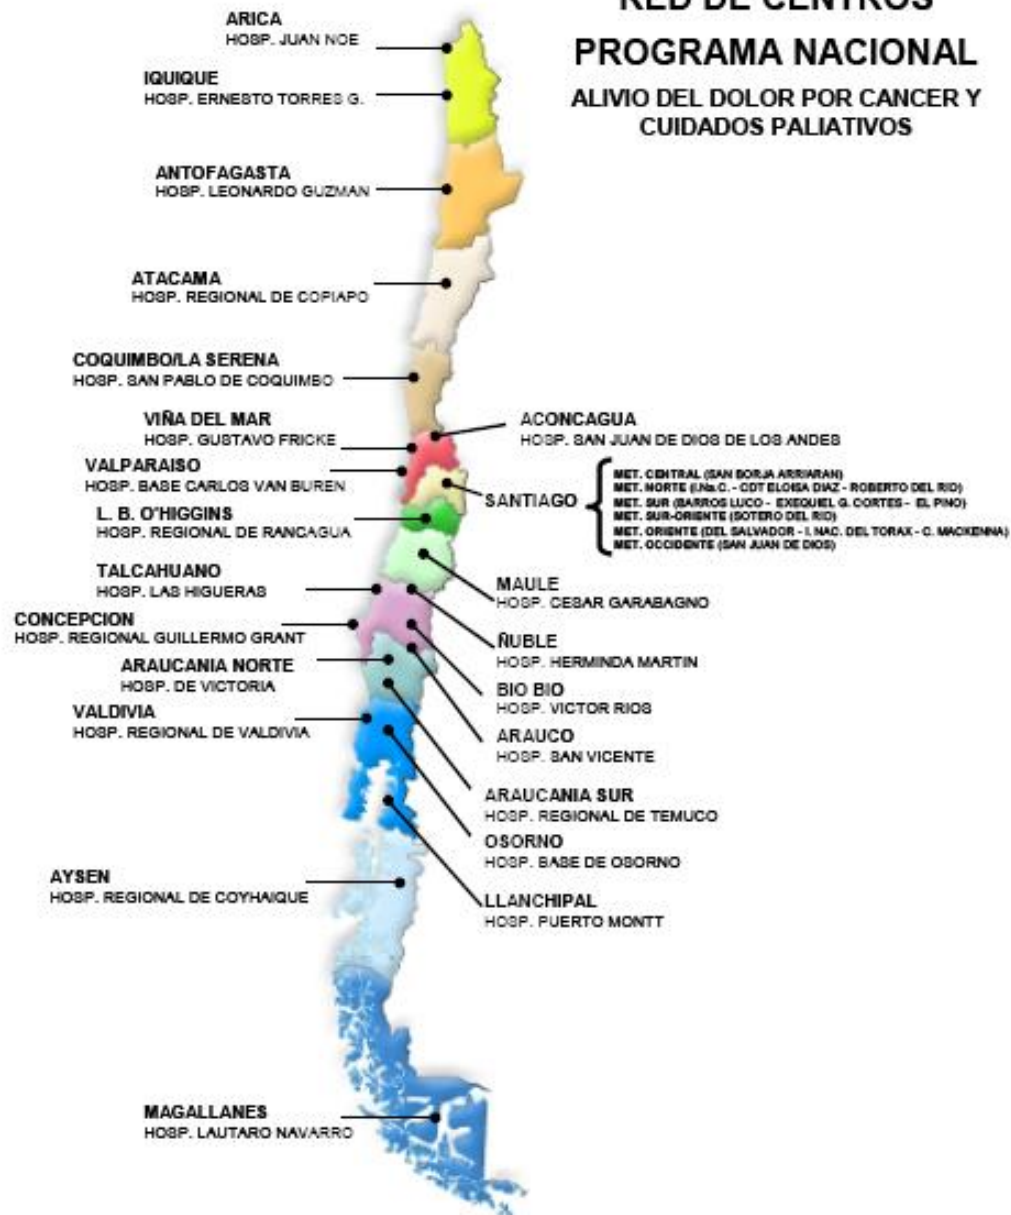 RED DE CENTROS
PROGRAMA NACIONAL
ALIVIO DEL DOLOR POR CANCER Y
CUIDADOS PALIATIVOS
ARICA
HOSP. JUAN NOE
IQUIQUE
HOSP. ERNESTO TORRES G.
ANTOFAGASTA
HOSP. LEONARDO GUZMAN
ATACAMA
HOSP. REGIONAL DE COPIAPO
COQUIMBO/LA SERENA
HOSP. SAN PABLO DE COQUIMBO
VIÑA DEL MAR
HOSP. GUSTAVO FRICKE
VALPARAISO
HOSP. BASE CARLOS VAN BUREN
L. B. O'HIGGINS
HOSP. REGIONAL DE RANCAGUA
TALCAHUANO
HOSP. LAS HIGUERAS
CONCEPCION
HOSP. REGIONAL GUILLERMO GRANT
ARAUCANIA NORTE
HOSP. DE VICTORIA
VALDIVIA
HOSP. REGIONAL DE VALDIVIA
AYSEN
HOSP. REGIONAL DE COYHAIQUE
MAGALLANES
HOSP. LAUTARO NAVARRO
ACONCAGUA
HOSP. SAN JUAN DE DIOS DE LOS ANDES
SANTIAGO
MET. CENTRAL (SAN BORJA ARRIARAN)
MET. NORTE (I.Na.C. - CDT ELOISA DIAZ - ROBERTO DEL RIO)
MET. SUR (BARROS LUCO - EXEQUIEL G. CORTES - EL PINO)
MET. SUR-ORIENTE (SOTERO DEL RIO)
MET. ORIENTE (DEL SALVADOR - I. NAC. DEL TORAX - C. MACKENNA)
MET. OCCIDENTE (SAN JUAN DE DIOS)
MAULE
HOSP. CESAR GARABAGNO
ÑUBLE
HOSP. HERMINDA MARTIN
BIO BIO
HOSP. VICTOR RIOS
ARAUCO
HOSP. SAN VICENTE
ARAUCANIA SUR
HOSP. REGIONAL DE TEMUCO
OSORNO
HOSP. BASE DE OSORNO
LLANCHIPAL
HOSP. PUERTO MONTT